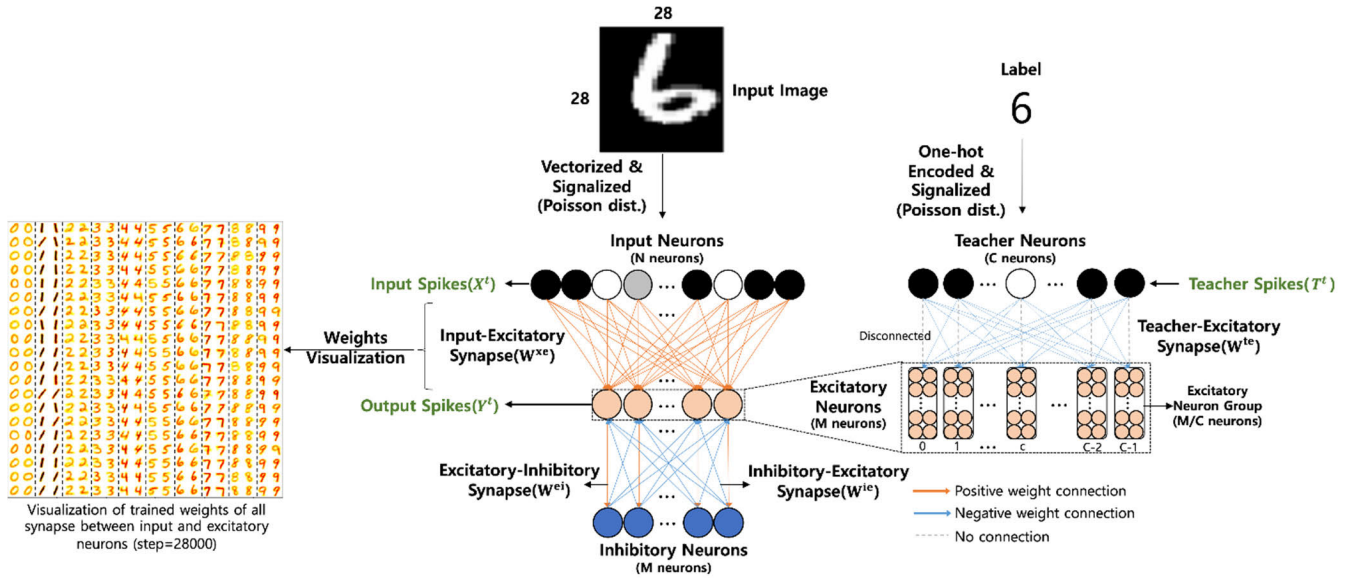 28
28
Input Image
Label
6
Vectorized &
Signalized
(Poisson dist.)
One-hot
Encoded &
Signalized
(Poisson dist.)
Input Neurons
(N neurons)
Teacher Neurons
(C neurons)
Input Spikes(Xᵗ)
...
...
...
Teacher Spikes(Tᵗ)
...
Disconnected
Weights
Visualization
Input-Excitatory
Synapse(Wˣᵉ)
Teacher-Excitatory
Synapse(Wᵗᵉ)
...
Output Spikes(Yᵗ)
...
Excitatory
Neurons
(M neurons)
...
...
Excitatory
Neuron Group
(M/C neurons)
0 1 ... c C-2 C-1
...
Excitatory-Inhibitory
Synapse(Wᵉⁱ)
Inhibitory-Excitatory
Synapse(Wⁱᵉ)
...
...
Inhibitory Neurons
(M neurons)
Positive weight connection
Negative weight connection
No connection
Visualization of trained weights of all
synapse between input and excitatory
neurons (step=28000)